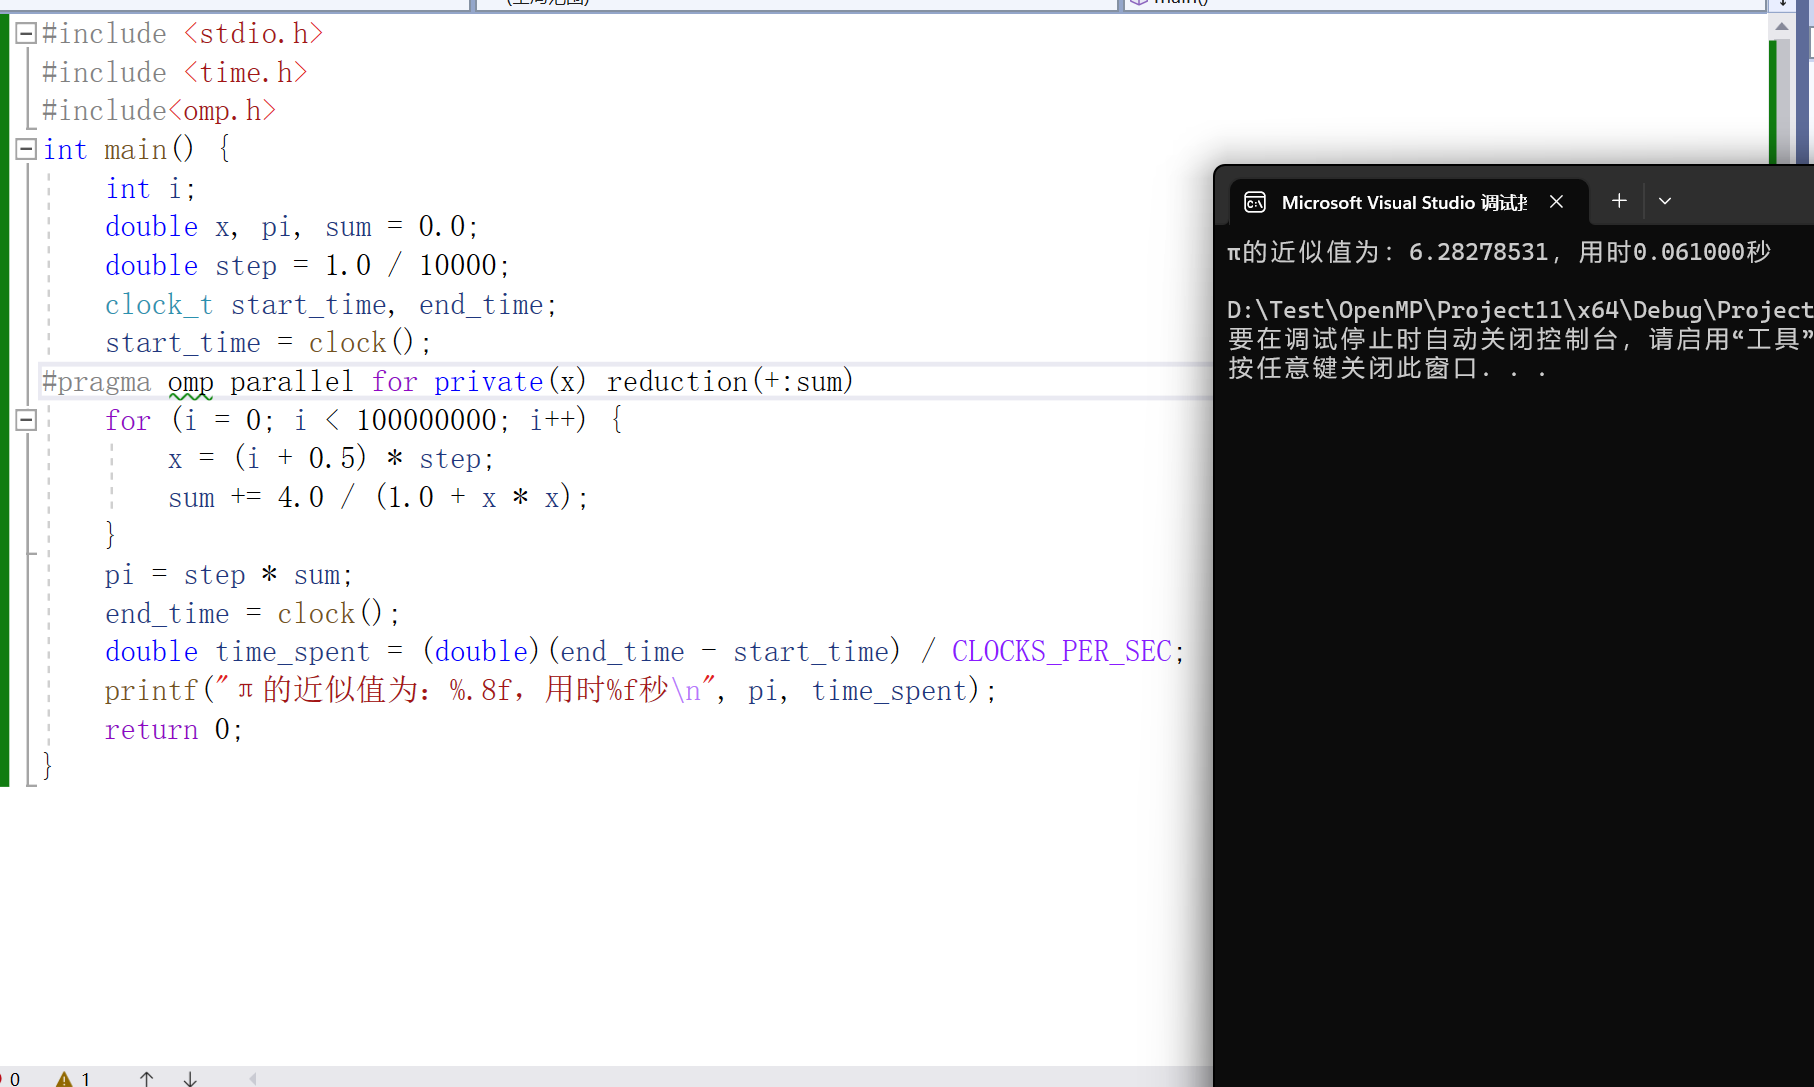 main()
#include <stdio.h>
#include <time.h>
#include<omp.h>
int main() {
int i;
double x, pi, sum = 0.0;
double step = 1.0 / 10000;
clock_t start_time, end_time;
start_time = clock();
#pragma omp parallel for private(x) reduction(+:sum)
for (i = 0; i < 100000000; i++) {
x = (i + 0.5) * step;
sum += 4.0 / (1.0 + x * x);
}
pi = step * sum;
end_time = clock();
double time_spent = (double)(end_time - start_time) / CLOCKS_PER_SEC;
printf("π的近似值为：%.8f，用时%f秒\n", pi, time_spent);
return 0;
}
0 1
Microsoft Visual Studio 调试
π的近似值为：6.28278531，用时0.061000秒
D:\Test\OpenMP\Project11\x64\Debug\Project
要在调试停止时自动关闭控制台，请启用“工具”
按任意键关闭此窗口. . .